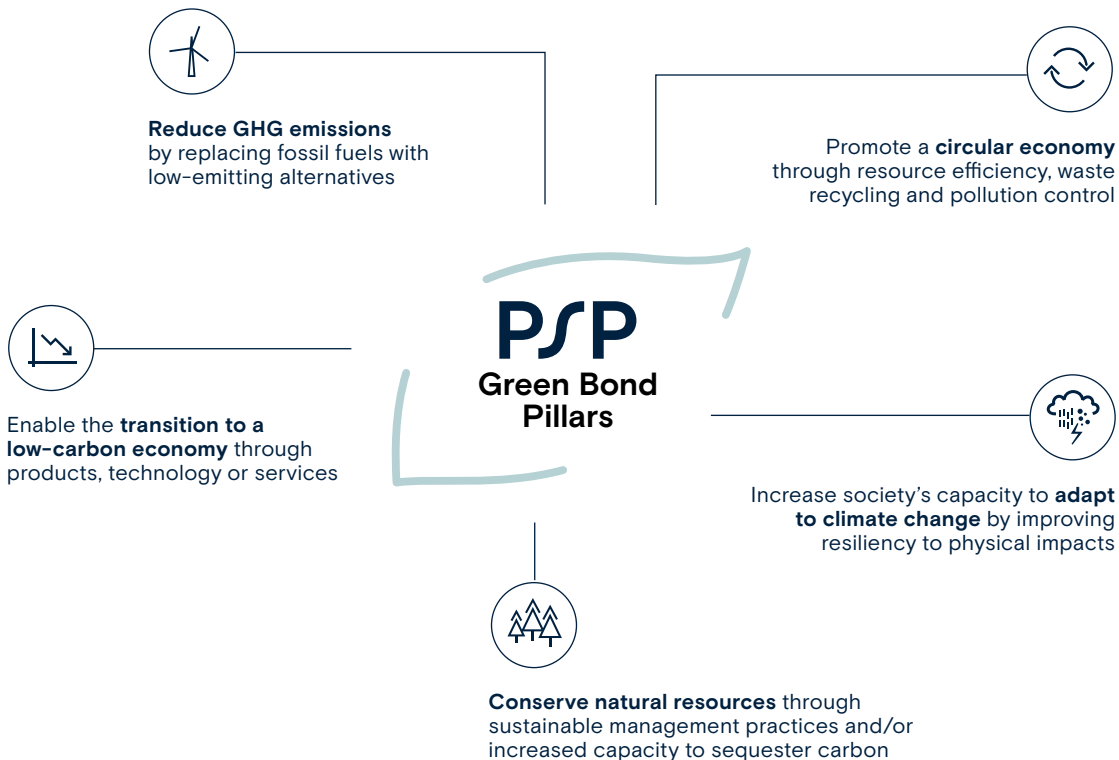 Reduce GHG emissions
by replacing fossil fuels with
low-emitting alternatives
Promote a circular economy
through resource efficiency, waste
recycling and pollution control
PSP
Green Bond
Pillars
Enable the transition to a
low-carbon economy through
products, technology or services
Increase society’s capacity to adapt
to climate change by improving
resiliency to physical impacts
Conserve natural resources through
sustainable management practices and/or
increased capacity to sequester carbon